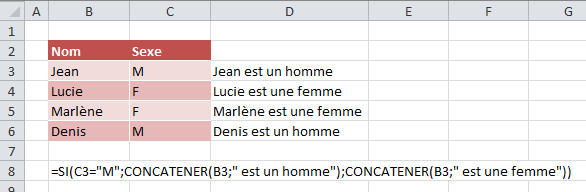 A B C D E F G
1
2 Nom Sexe
3 Jean M Jean est un homme
4 Lucie F Lucie est une femme
5 Marlène F Marlène est une femme
6 Denis M Denis est un homme
7
8 =SI(C3="M";CONCATENER(B3;" est un homme");CONCATENER(B3;" est une femme"))